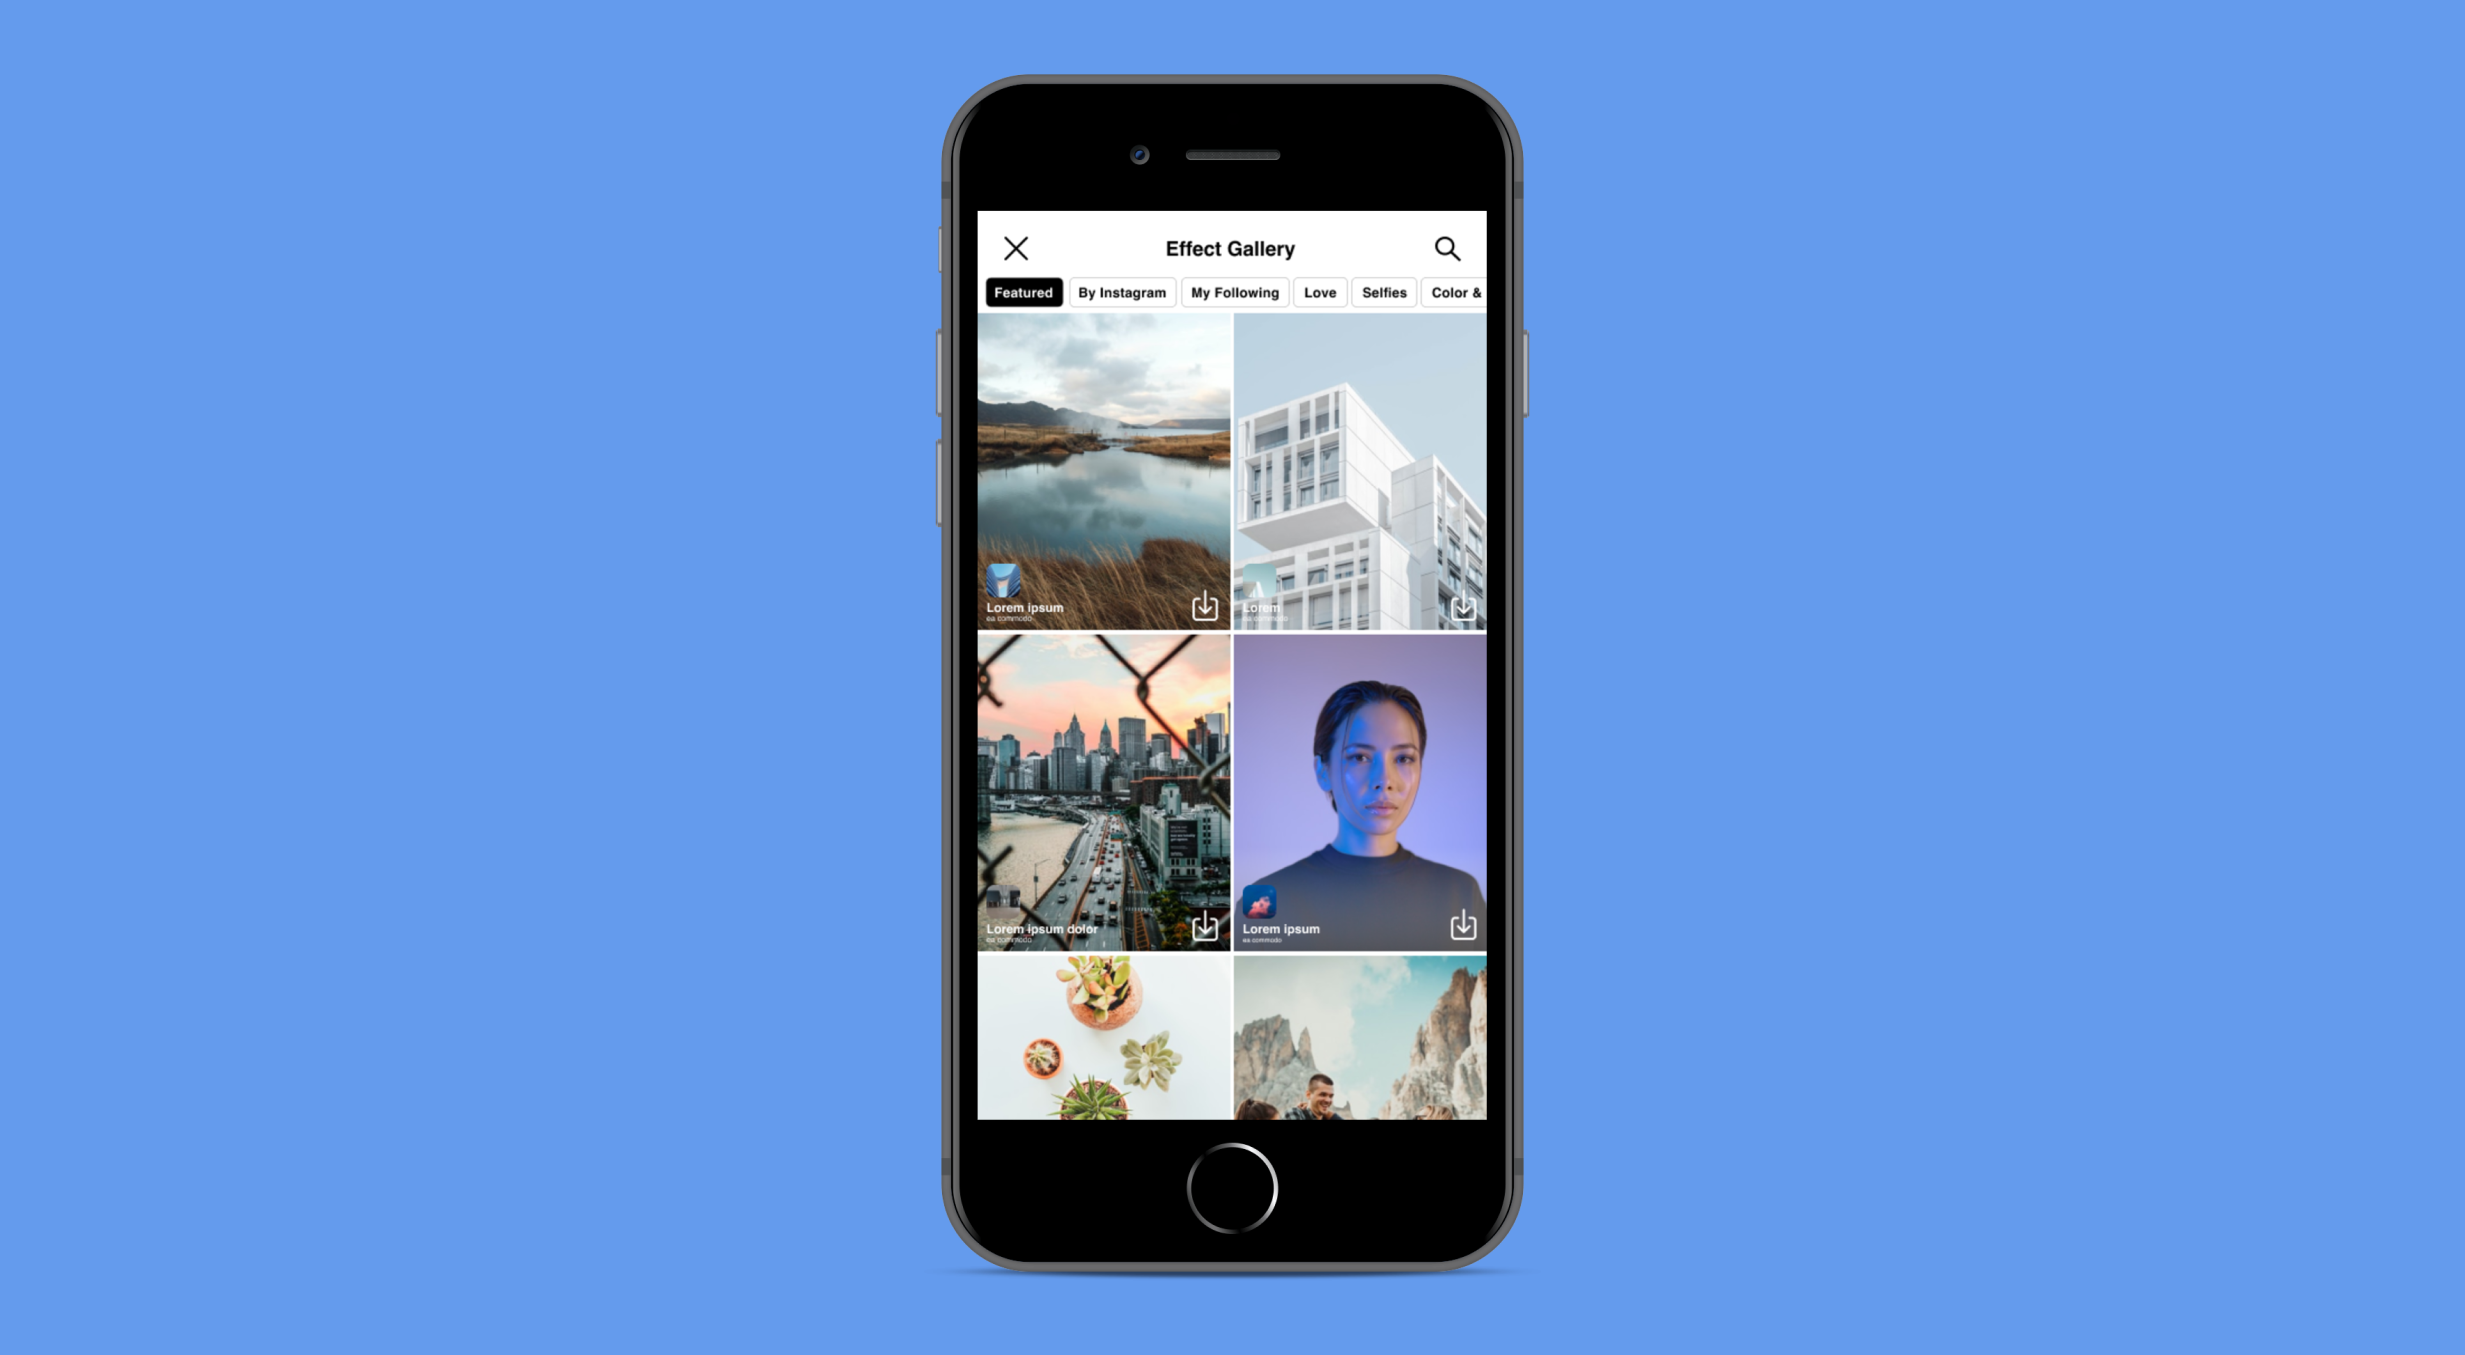 Effect Gallery
Featured By Instagram My Following Love Selfies Color &
Lorem ipsum
ea commodo
Lorem
ea commodo
Lorem ipsum dolor
ea commodo
Lorem ipsum
ea commodo